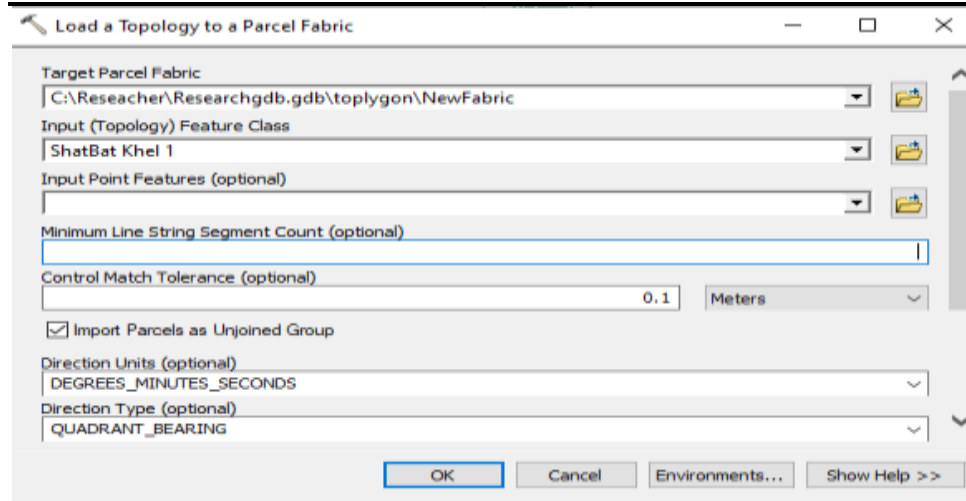 Load a Topology to a Parcel Fabric
Target Parcel Fabric
C:\Reseacher\Researchgdb.gdb\toplygon\NewFabric
Input (Topology) Feature Class
ShatBat Khel 1
Input Point Features (optional)
Minimum Line String Segment Count (optional)
Control Match Tolerance (optional)
0.1 Meters
Import Parcels as Unjoined Group
Direction Units (optional)
DEGREES_MINUTES_SECONDS
Direction Type (optional)
QUADRANT_BEARING
OK Cancel Environments... Show Help >>